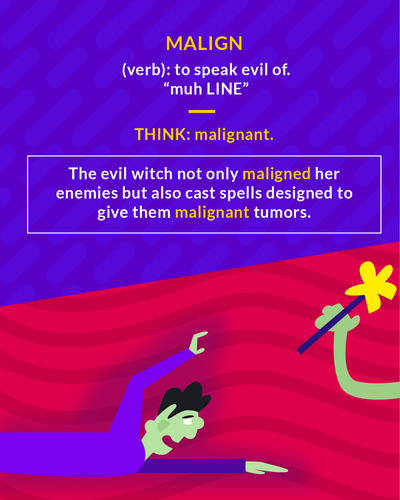 MALIGN
(verb): to speak evil of.
“muh LINE”
THINK: malignant.
The evil witch not only maligned her
enemies but also cast spells designed to
give them malignant tumors.